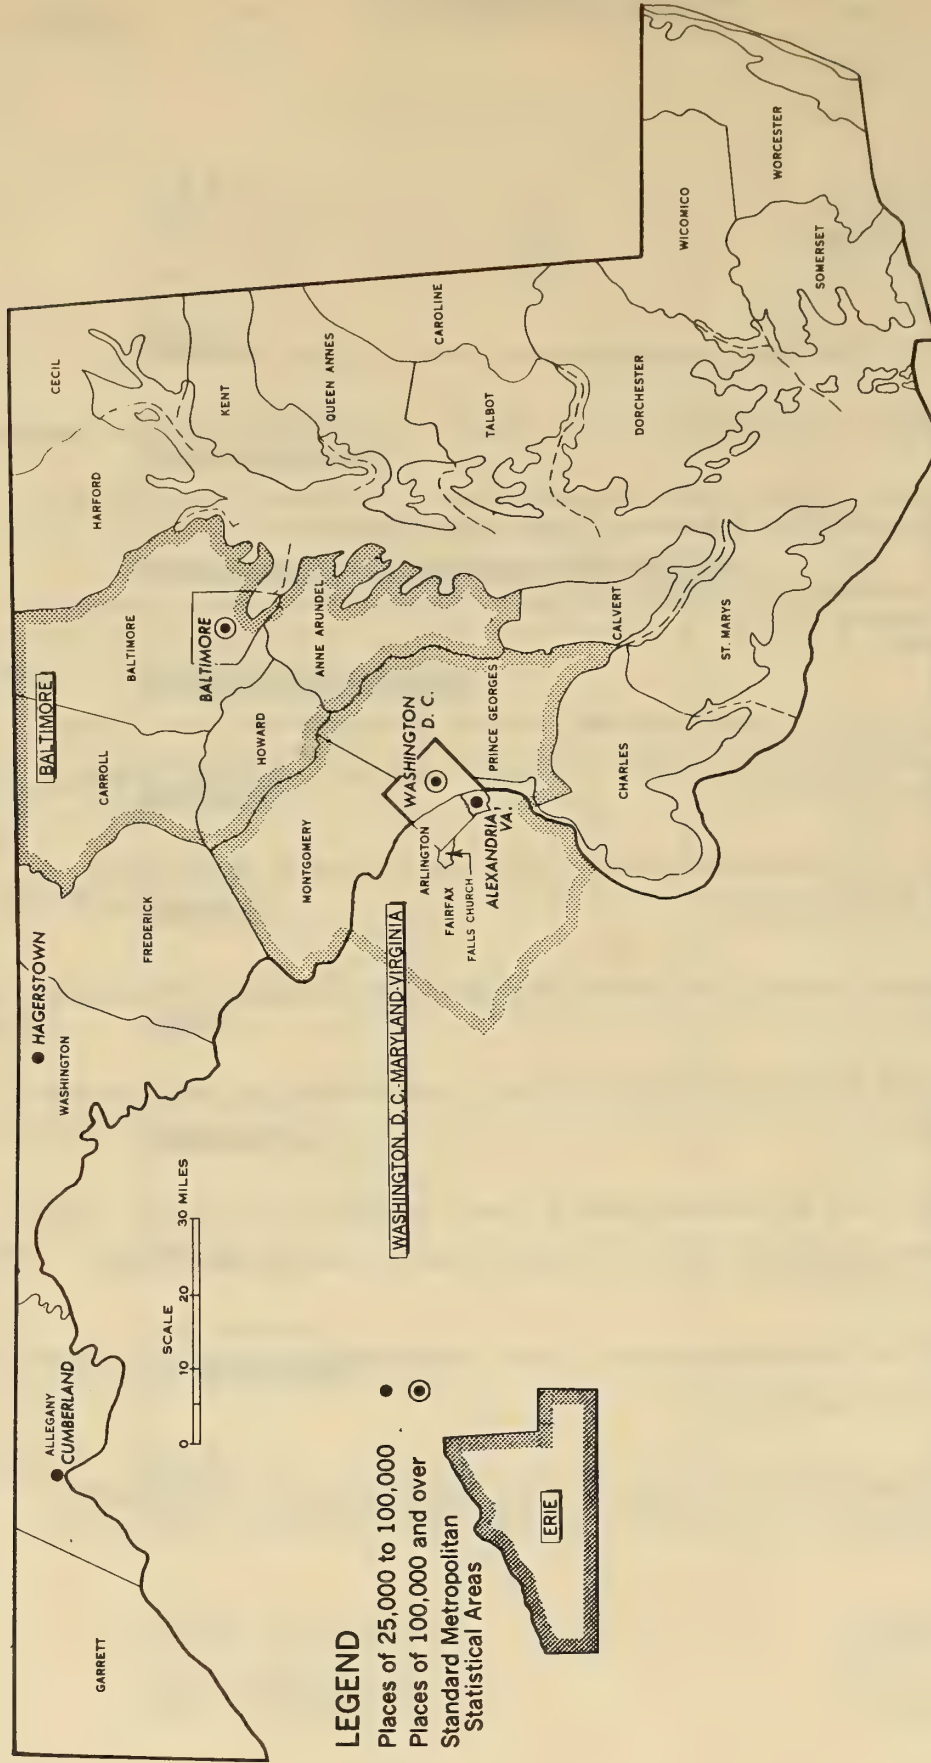 GARRETT
ALLEGANY
CUMBERLAND
HAGERSTOWN
WASHINGTON
FREDERICK
BALTIMORE
CARROLL
BALTIMORE
HARFORD
CECIL
BALTIMORE
KENT
HOWARD
ANNE ARUNDEL
QUEEN ANNES
MONTGOMERY
WASHINGTON
D. C.
PRINCE GEORGES
CAROLINE
TALBOT
ARLINGTON
FAIRFAX
FALLS CHURCH
ALEXANDRIA,
VA.
WASHINGTON, D. C.-MARYLAND-VIRGINIA
CHARLES
CALVERT
ST. MARYS
DORCHESTER
WICOMICO
WORCESTER
SOMERSET
SCALE
0 10 20 30 MILES
LEGEND
Places of 25,000 to 100,000
Places of 100,000 and over
Standard Metropolitan
Statistical Areas
ERIE